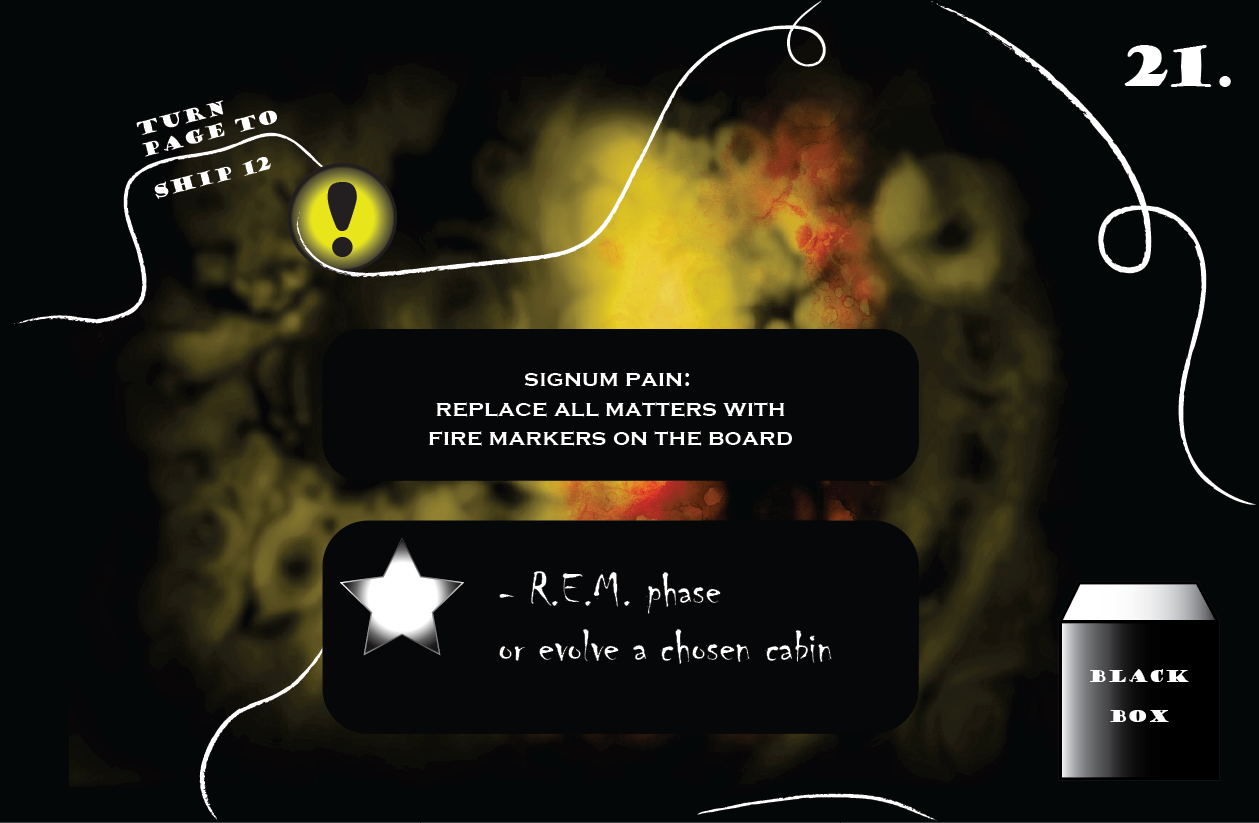 21.
TURN
PAGE TO
SHIP 12
SIGNUM PAIN:
REPLACE ALL MATTERS WITH
FIRE MARKERS ON THE BOARD
- R.E.M. phase
or evolve a chosen cabin
BLACK
BOX